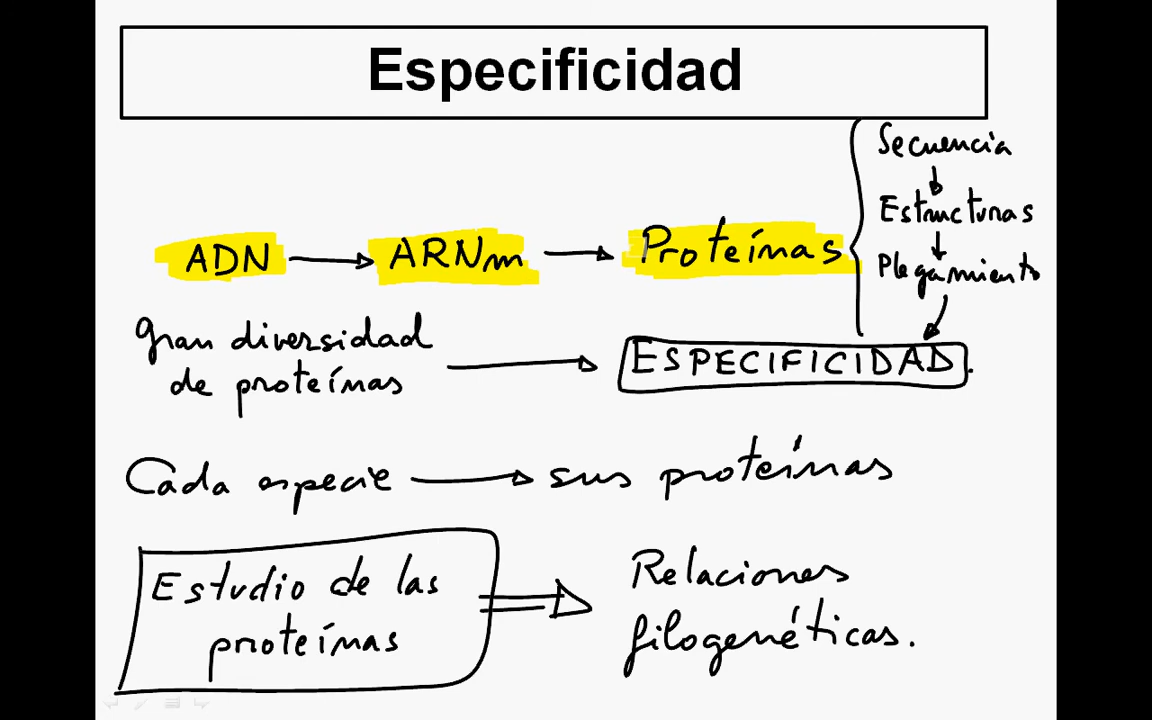 Especificidad
Secuencia
Estructuras
Plegamiento
ADN → ARNm → Proteínas
Gran diversidad
de proteínas → ESPECIFICIDAD.
Cada especie → sus proteínas
Estudio de las
proteínas
Relaciones
filogenéticas.